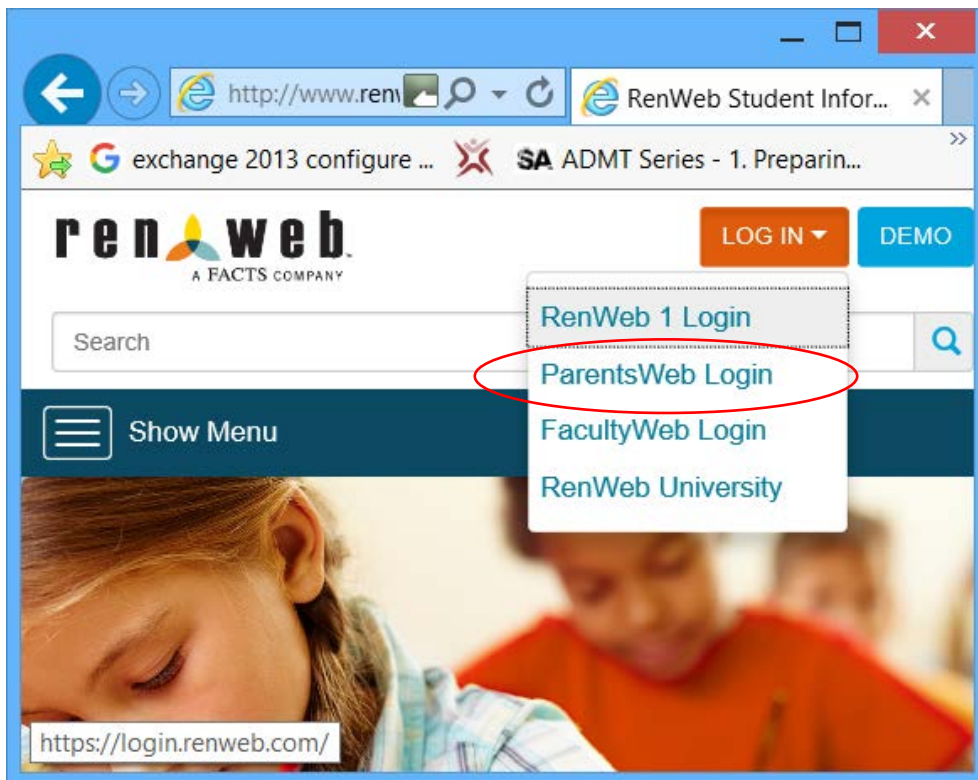 http://www.ren
RenWeb Student Infor...
exchange 2013 configure ...
SA ADMT Series - 1. Preparin...
renweb.
A FACTS COMPANY
LOG IN
DEMO
Search
RenWeb 1 Login
ParentsWeb Login
FacultyWeb Login
RenWeb University
Show Menu
https://login.renweb.com/